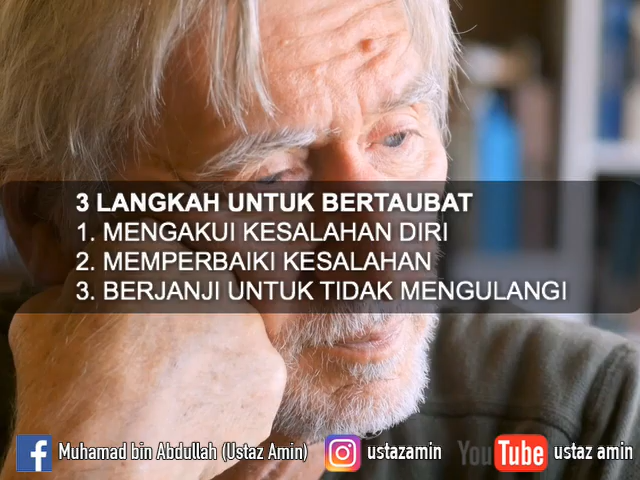 3 LANGKAH UNTUK BERTAUBAT
1. MENGAKUI KESALAHAN DIRI
2. MEMPERBAIKI KESALAHAN
3. BERJANJI UNTUK TIDAK MENGULANGI
Muhamad bin Abdullah (Ustaz Amin) ustazamin YouTube ustaz amin